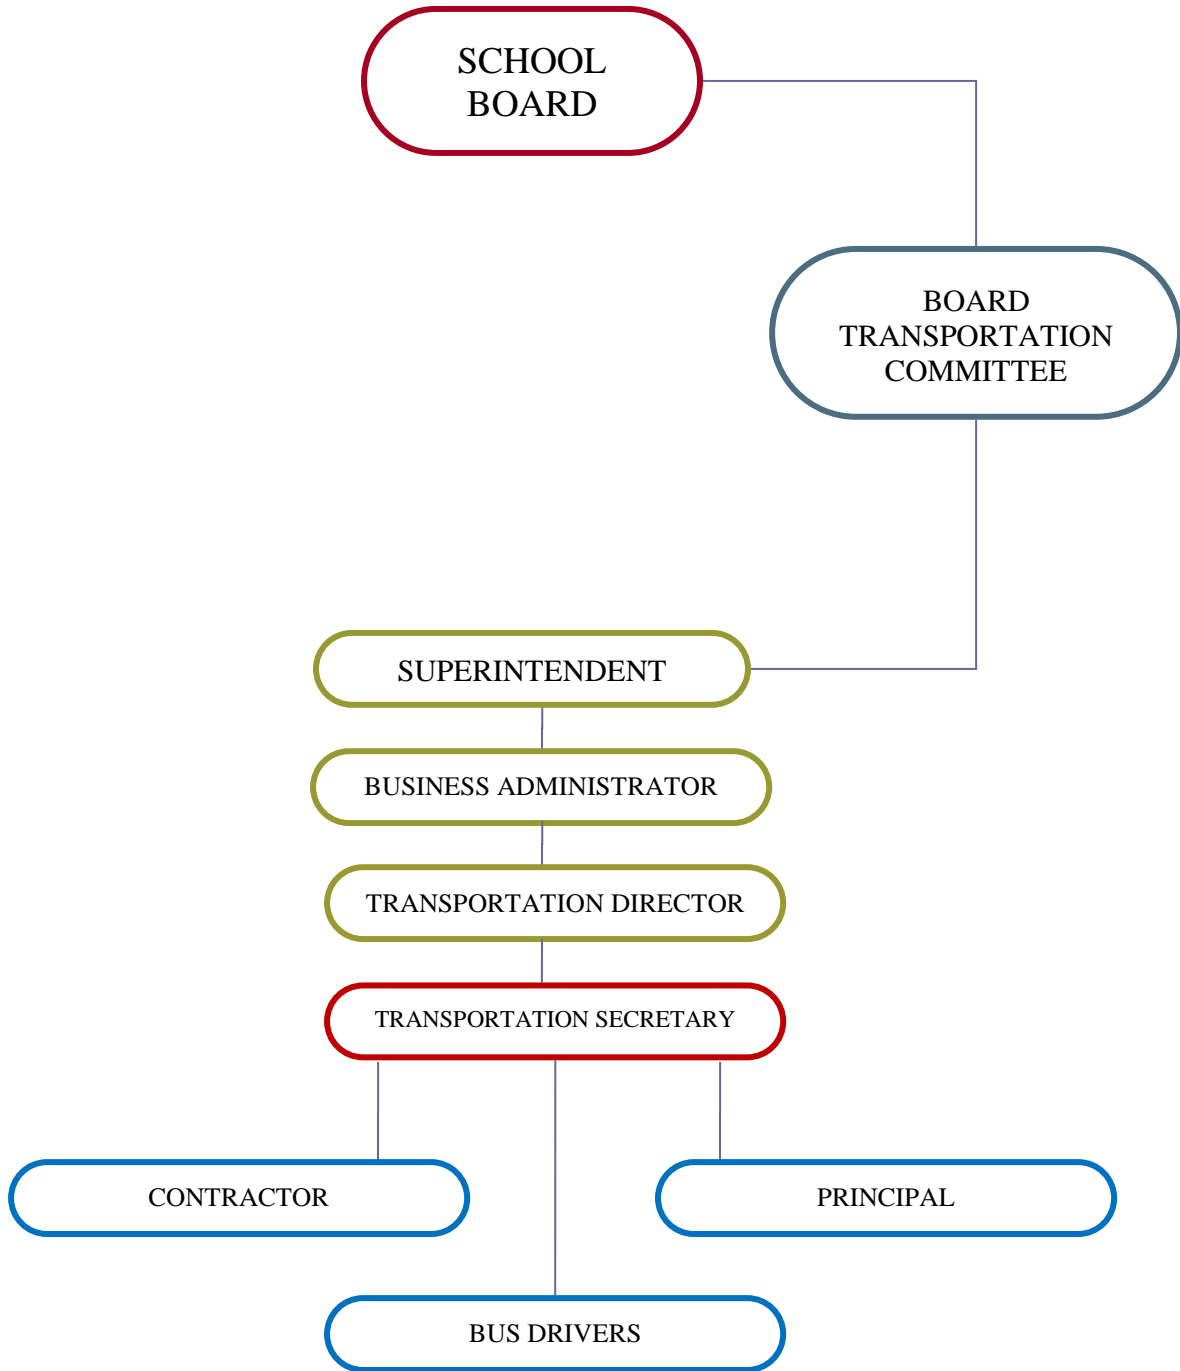 SCHOOL
BOARD
BOARD
TRANSPORTATION
COMMITTEE
SUPERINTENDENT
BUSINESS ADMINISTRATOR
TRANSPORTATION DIRECTOR
TRANSPORTATION SECRETARY
CONTRACTOR
PRINCIPAL
BUS DRIVERS